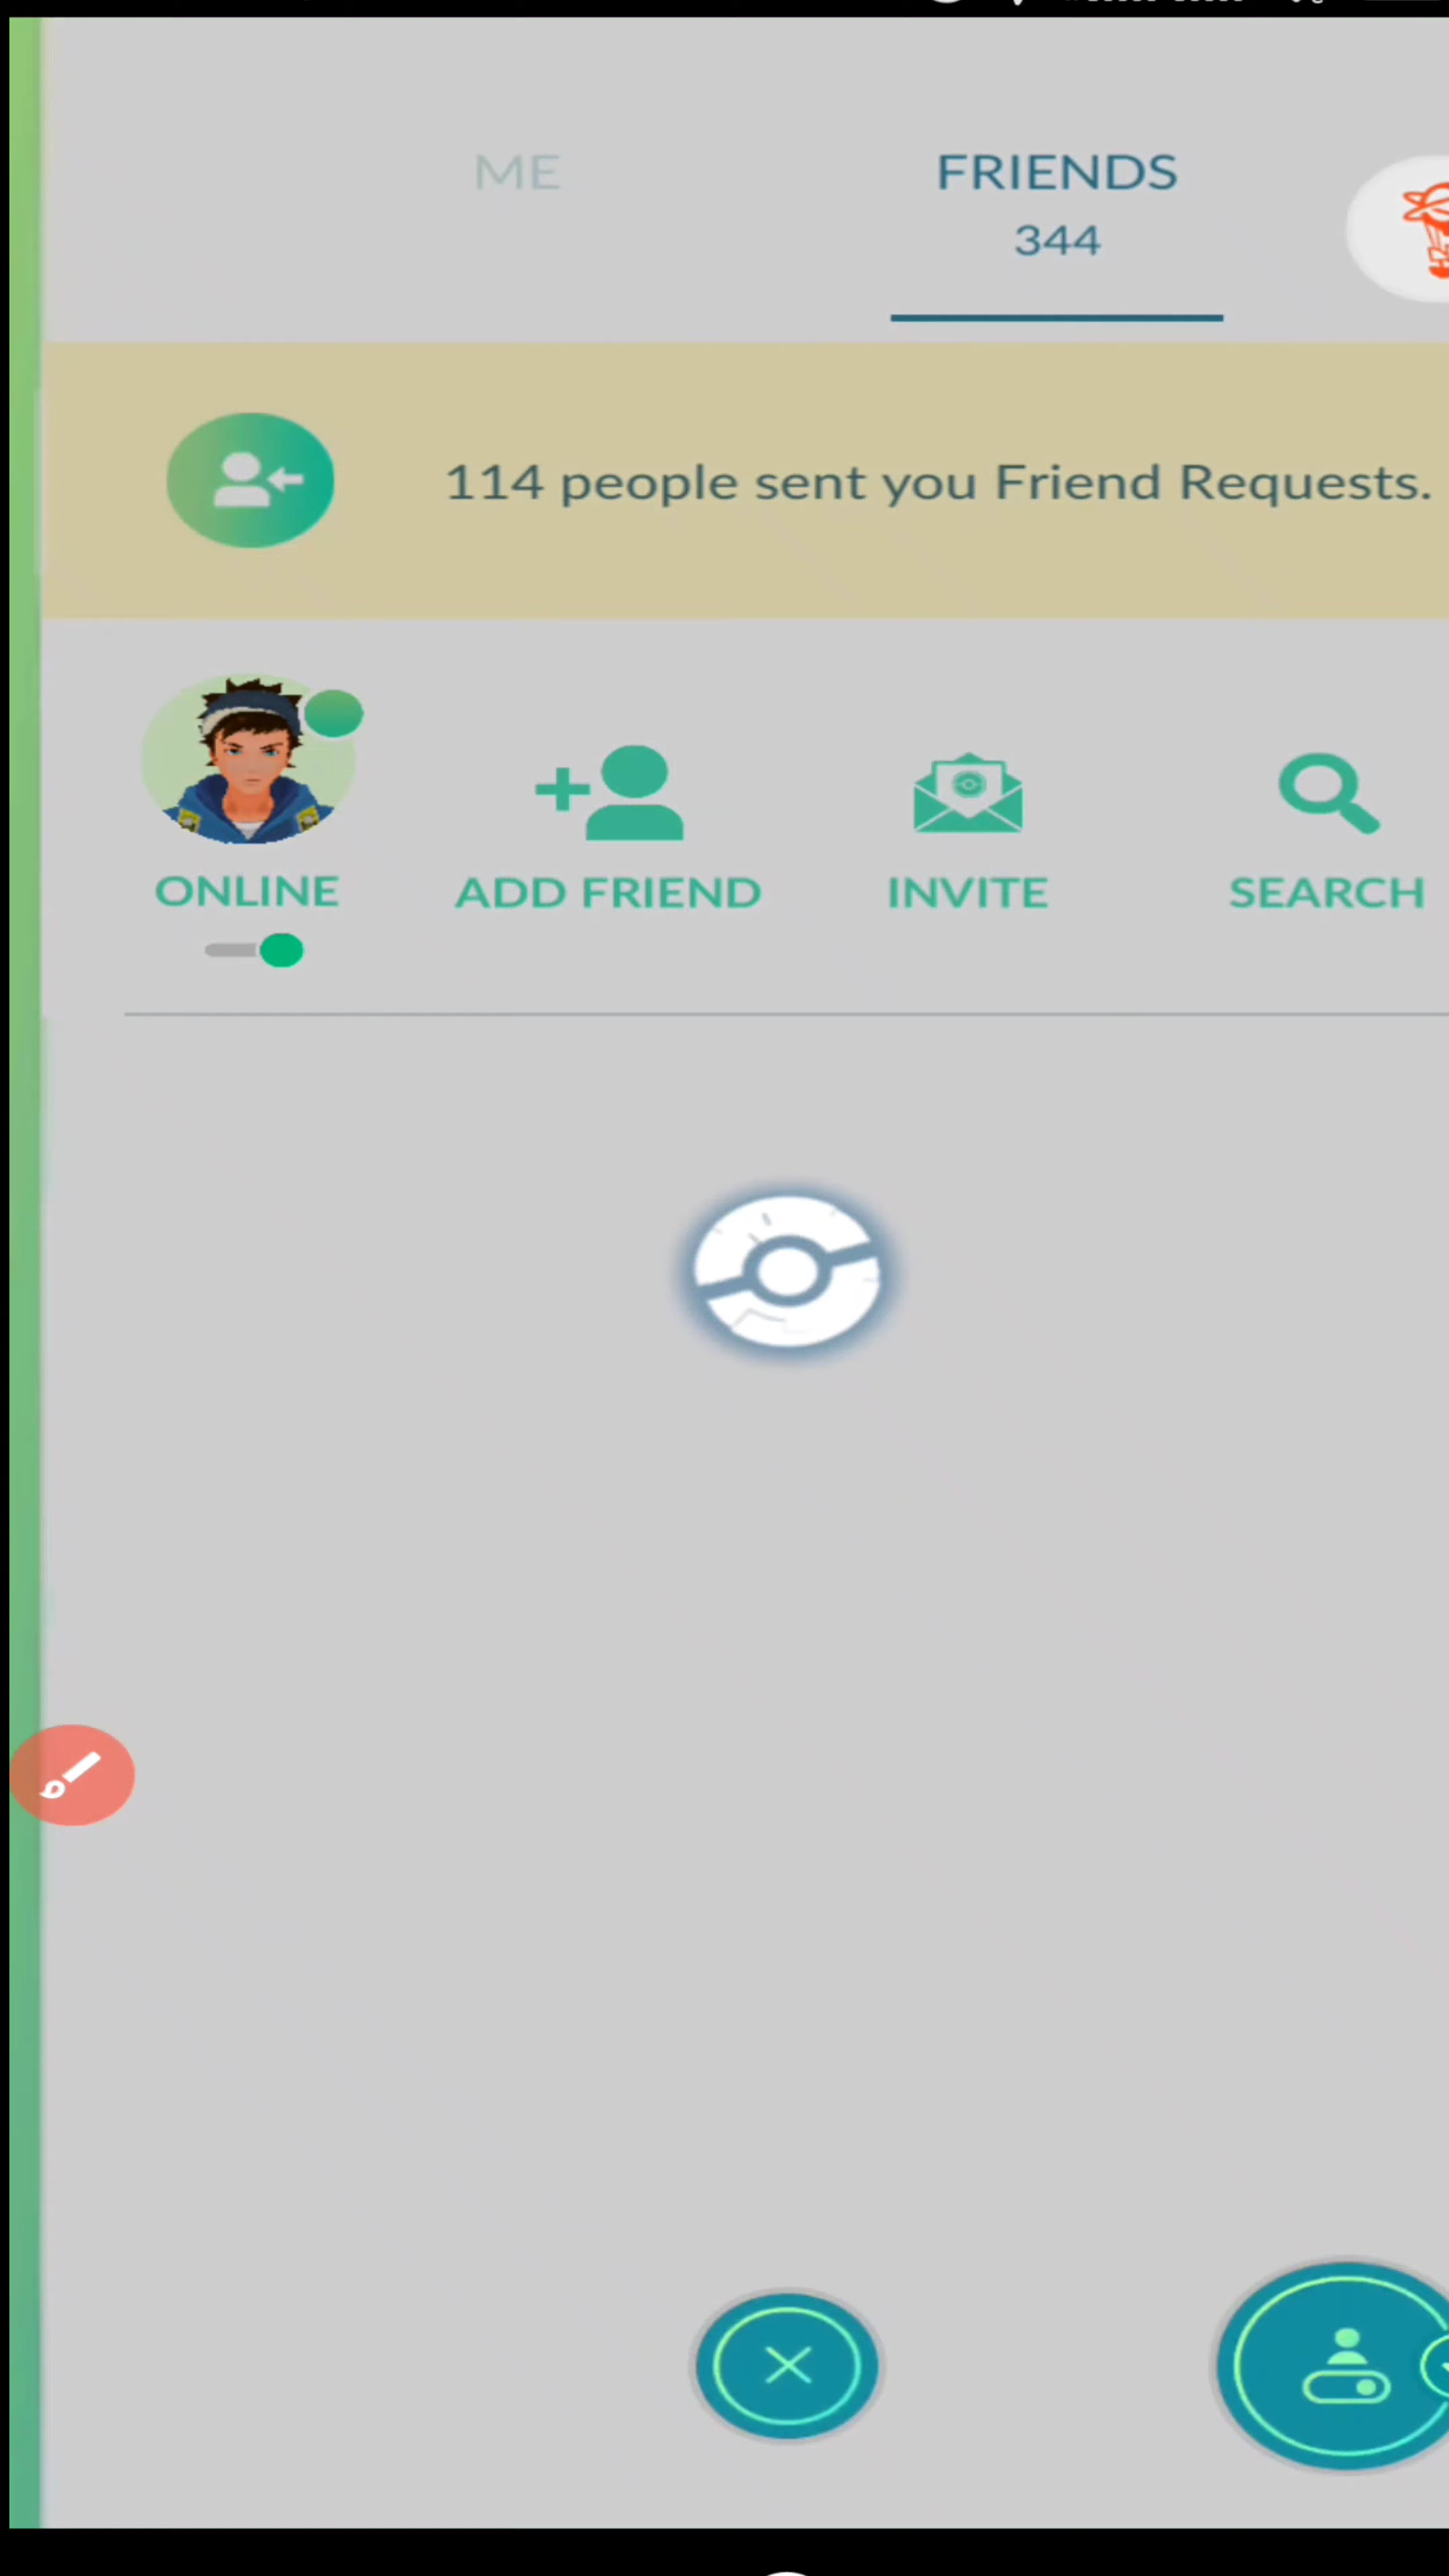 ME
FRIENDS
344
114 people sent you Friend Requests.
ONLINE
ADD FRIEND
INVITE
SEARCH